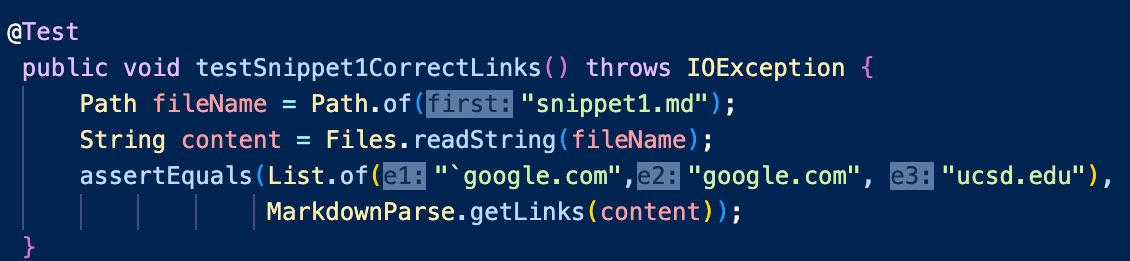 @Test
public void testSnippet1CorrectLinks() throws IOException {
Path fileName = Path.of(first: "snippet1.md");
String content = Files.readString(fileName);
assertEquals(List.of(e1: "`google.com",e2: "google.com", e3: "ucsd.edu"),
MarkdownParse.getLinks(content));
}